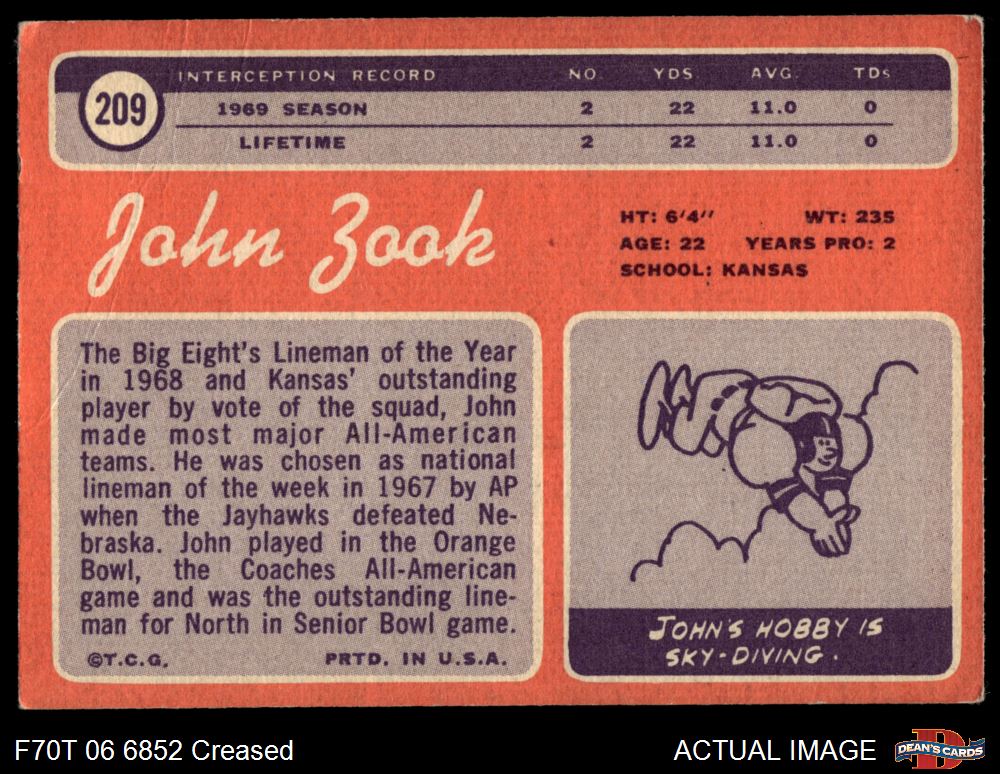 209
INTERCEPTION RECORD NO. YDS AVG. TDs
1969 SEASON 2 22 11.0 0
LIFETIME 2 22 11.0 0
John Zook
HT: 6'4" WT: 235
AGE: 22 YEARS PRO: 2
SCHOOL: KANSAS
The Big Eight's Lineman of the Year
in 1968 and Kansas' outstanding
player by vote of the squad, John
made most major All-American
teams. He was chosen as national
lineman of the week in 1967 by AP
when the Jayhawks defeated Ne-
braska. John played in the Orange
Bowl, the Coaches All-American
game and was the outstanding line-
man for North in Senior Bowl game.
©T.C.G. PRTD. IN U.S.A.
JOHN'S HOBBY IS
SKY-DIVING.
F70T 06 6852 Creased
ACTUAL IMAGE
DEAN'S CARDS